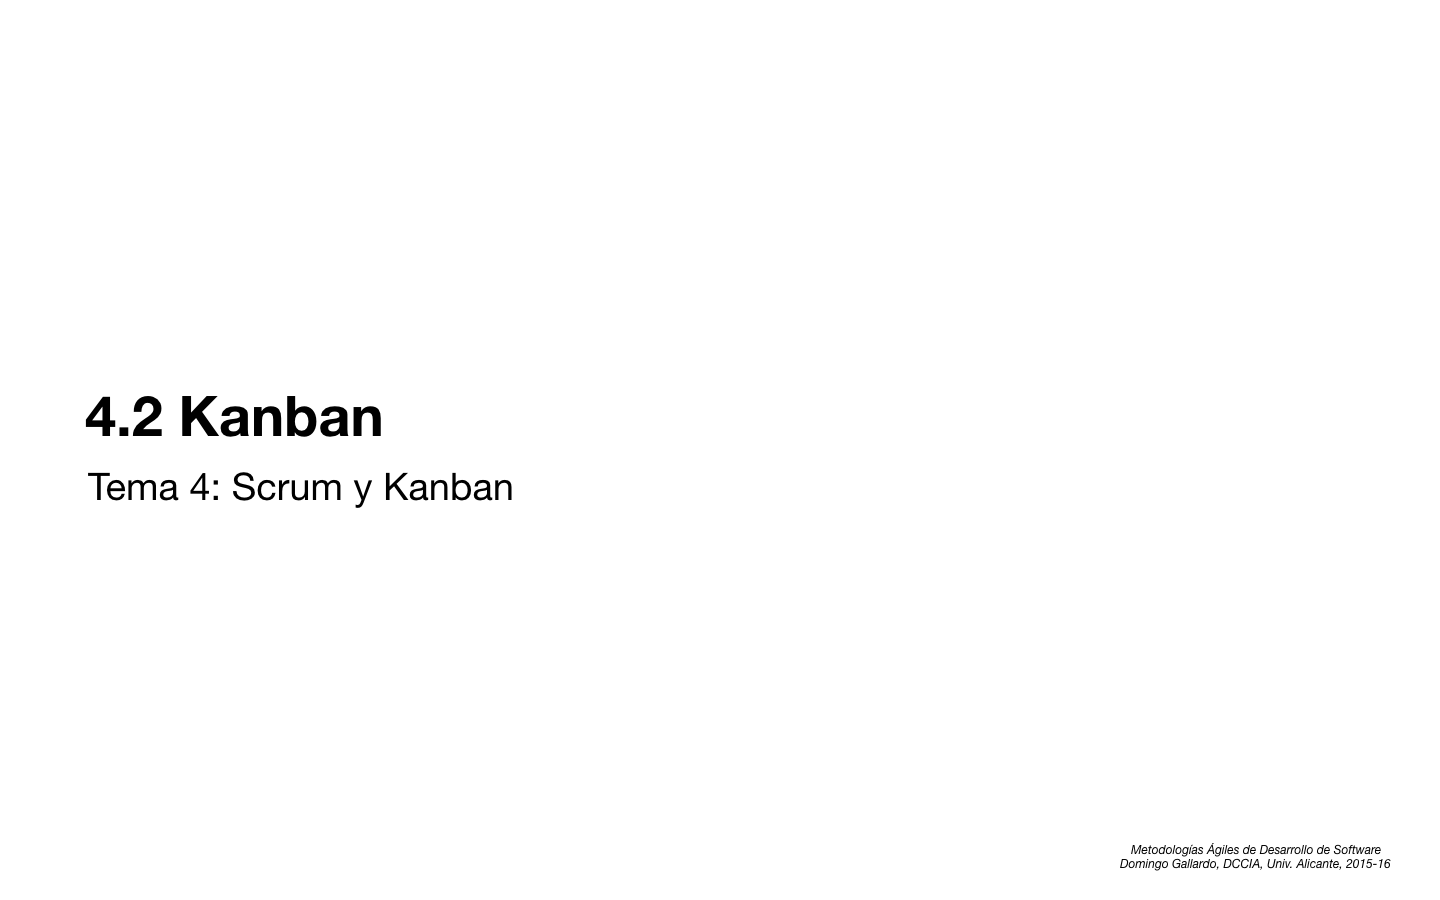 4.2 Kanban
Tema 4: Scrum y Kanban
Metodologías Ágiles de Desarrollo de Software
Domingo Gallardo, DCCIA, Univ. Alicante, 2015-16